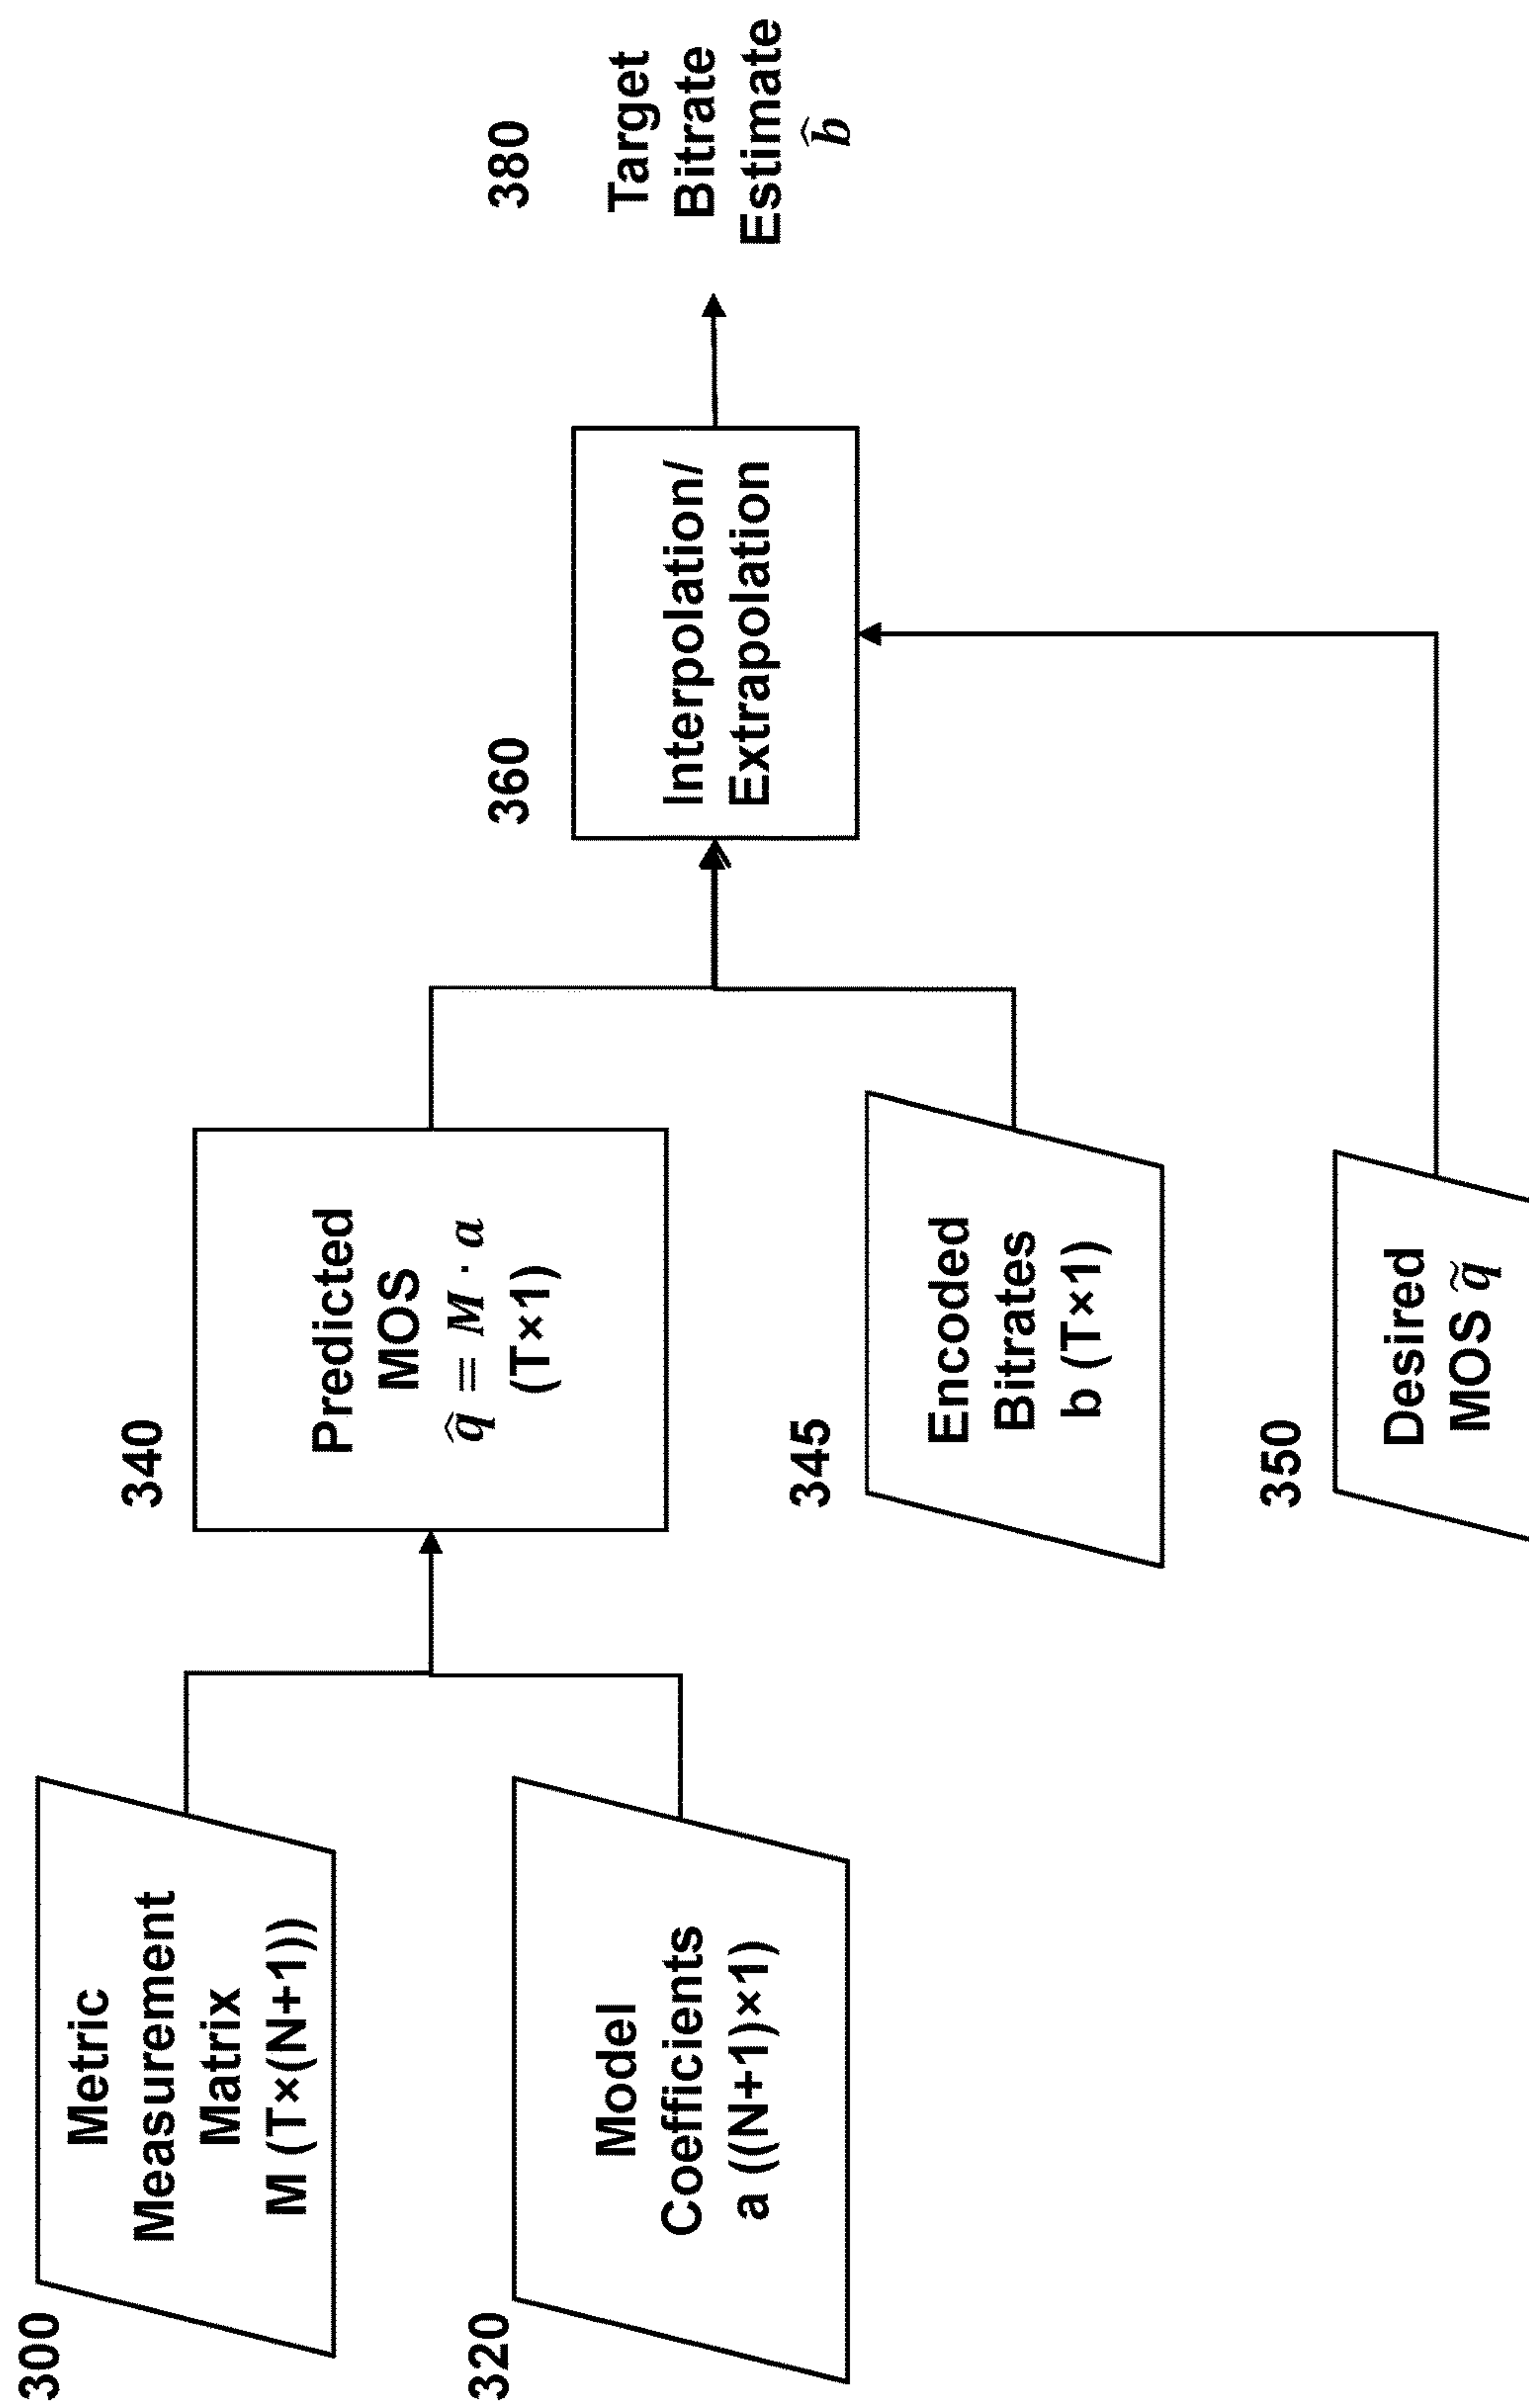 300
Metric
Measurement
Matrix
M (T×(N+1))
320
Model
Coefficients
a ((N+1)×1)
340
Predicted
MOS
q̂ = M · a
(T×1)
345
Encoded
Bitrates
b (T×1)
350
Desired
MOS q̃
360
Interpolation/
Extrapolation
380
Target
Bitrate
Estimate
b̂